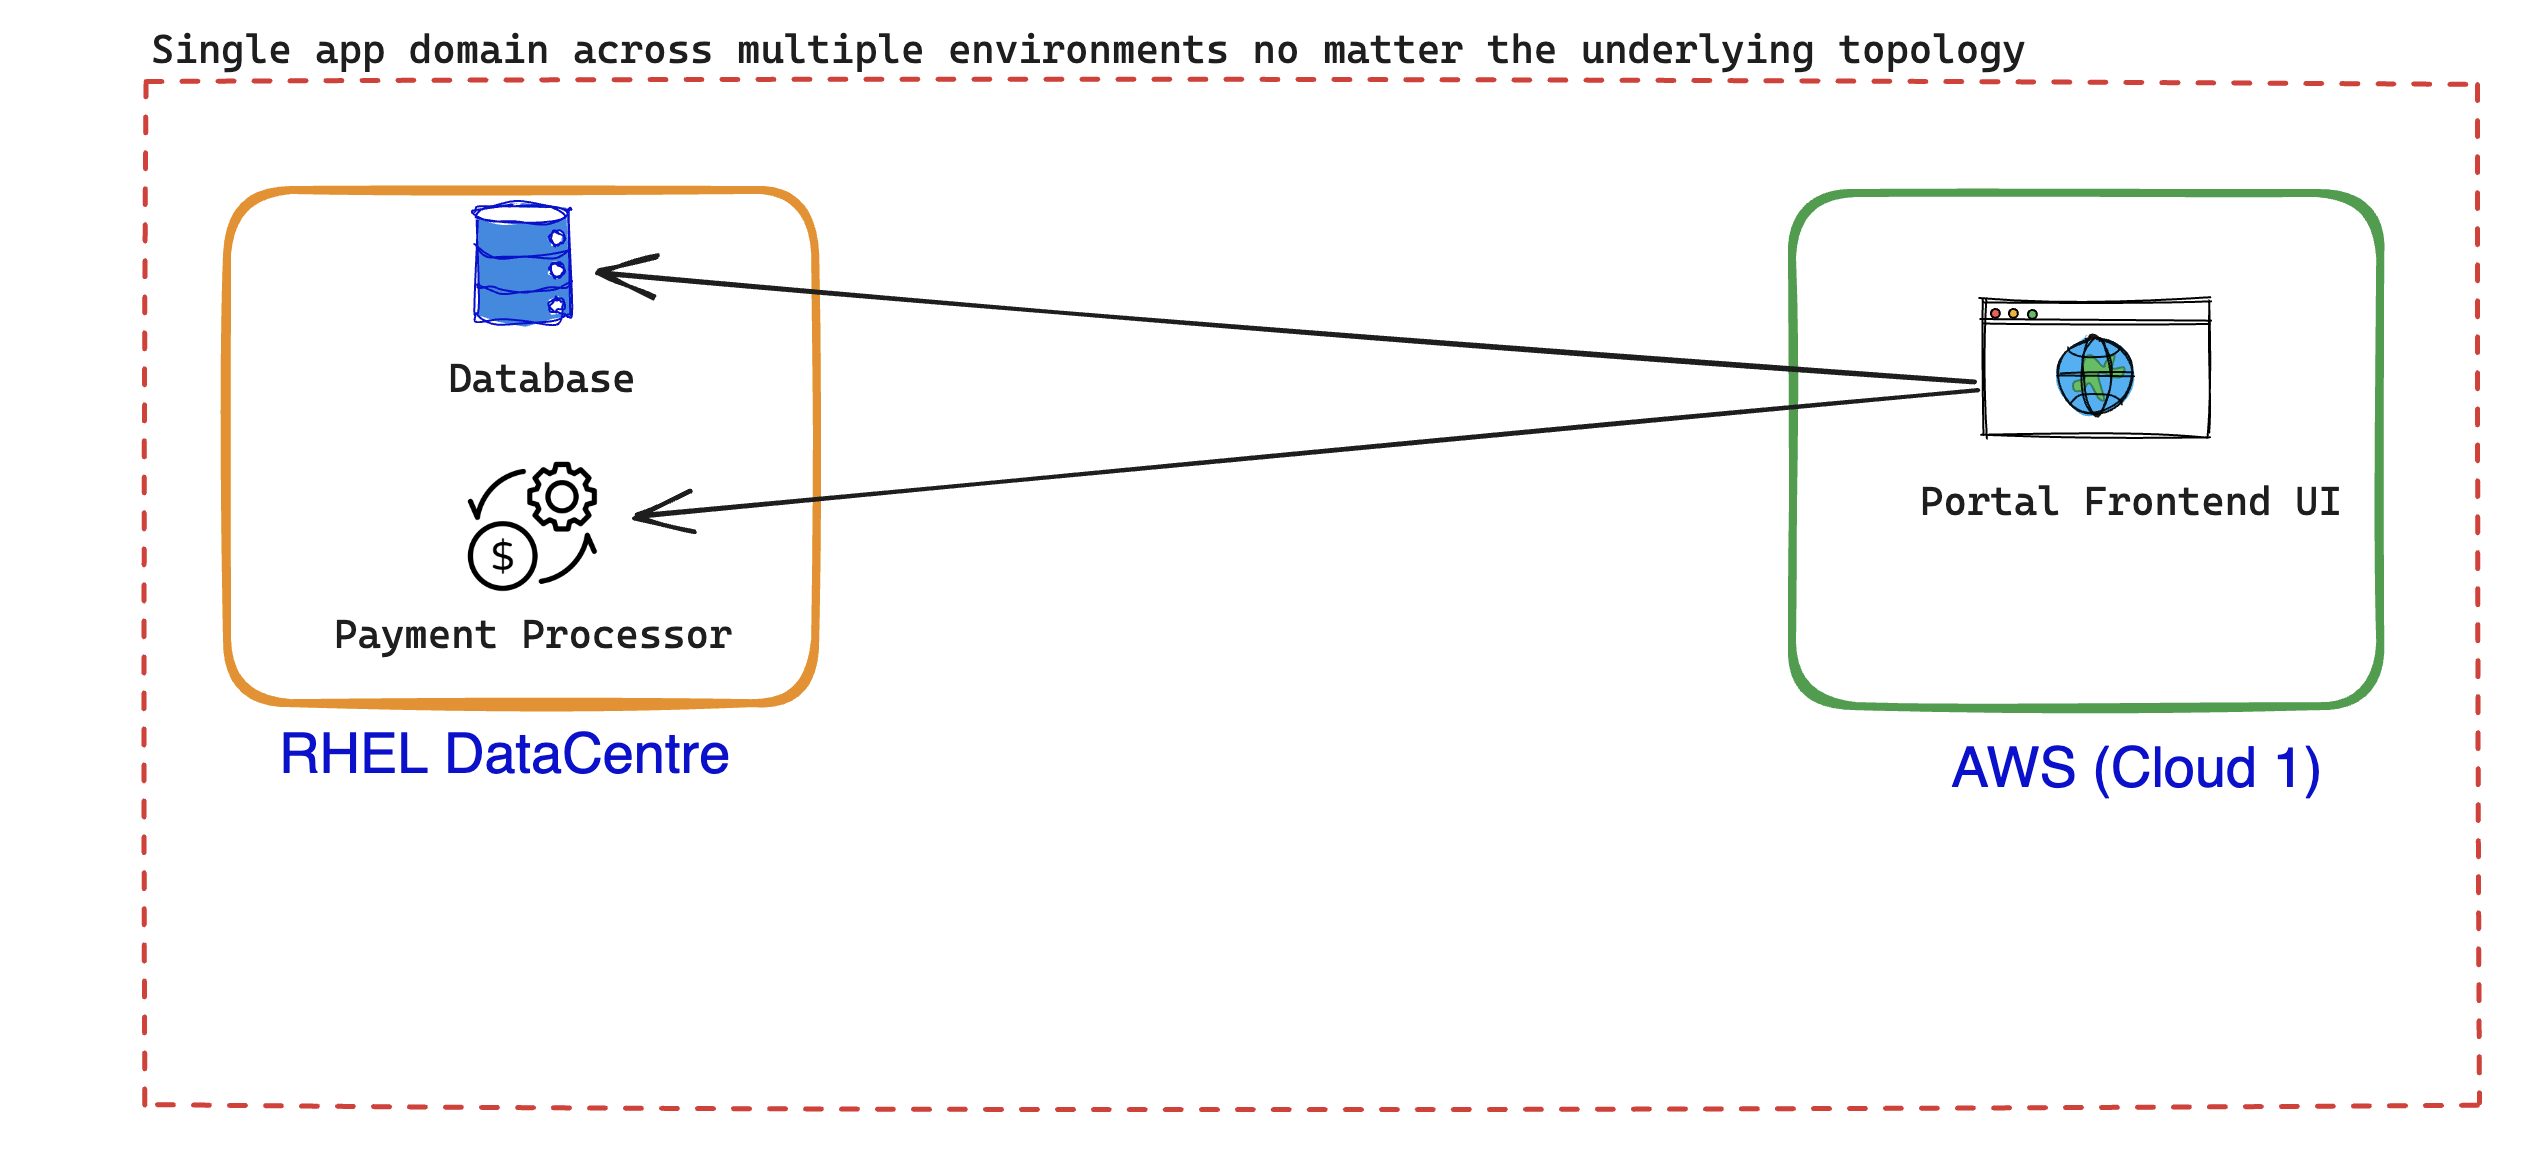 Single app domain across multiple environments no matter the underlying topology
Database
$
Payment Processor
RHEL DataCentre
Portal Frontend UI
AWS (Cloud 1)